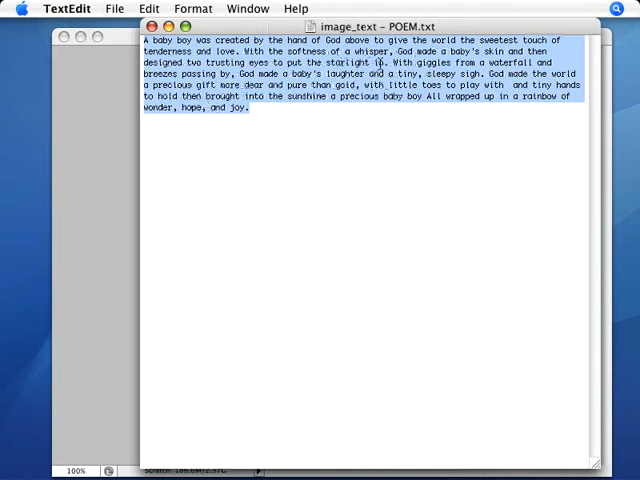 TextEdit File Edit Format Window Help
image_text – POEM.txt
A baby boy was created by the hand of God above to give the world the sweetest touch of
tenderness and love. With the softness of a whisper, God made a baby's skin and then
designed two trusting eyes to put the starlight in. With giggles from a waterfall and
breezes passing by, God made a baby's laughter and a tiny, sleepy sigh. God made the world
a precious gift more dear and pure than gold, with little toes to play with  and tiny hands
to hold then brought into the sunshine a precious baby boy All wrapped up in a rainbow of
wonder, hope, and joy.
100%